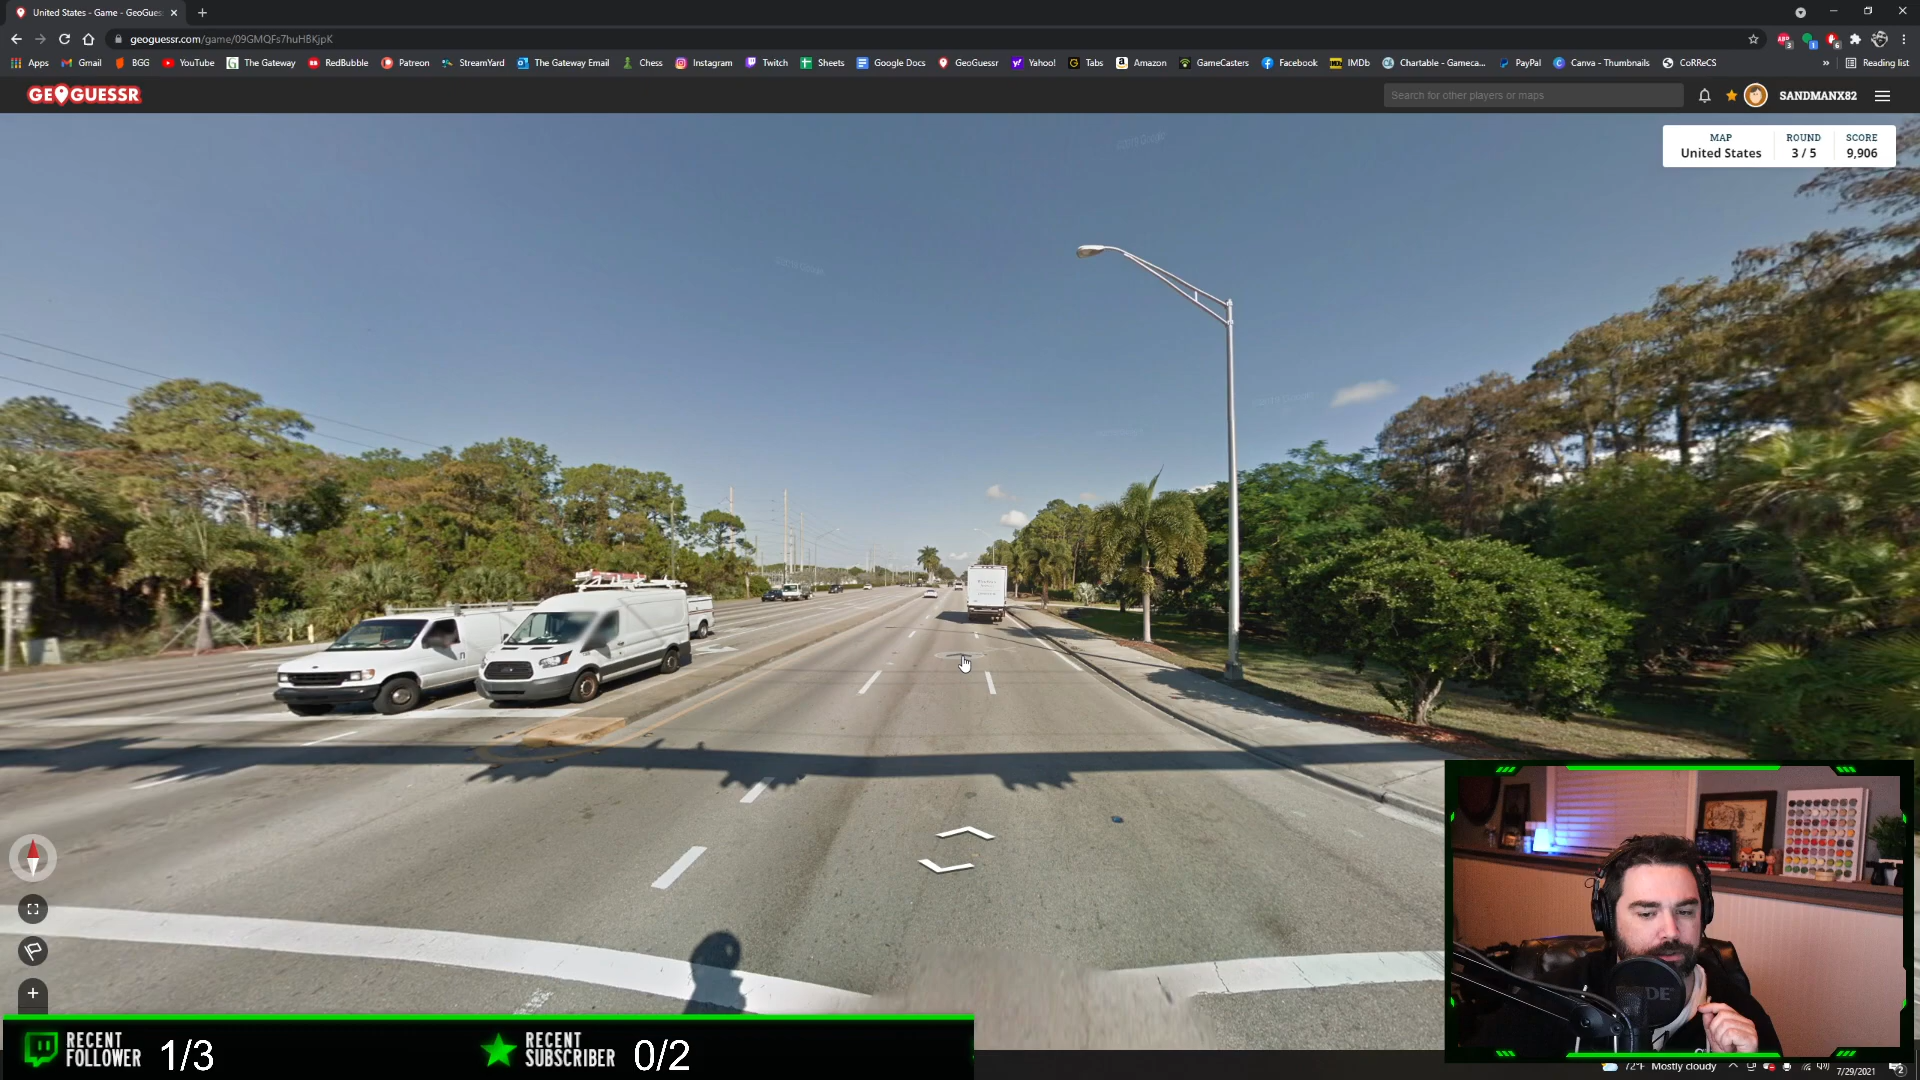 United States - Game - GeoGues
geoguessr.com/game/09GMQFs7huHBKjpK
Apps Gmail BGG YouTube The Gateway RedBubble Patreon StreamYard The Gateway Email Chess Instagram Twitch Sheets Google Docs GeoGuessr Yahoo! Tabs Amazon GameCasters Facebook IMDb Chartable - Gameca... PayPal Canva - Thumbnails CoRReCS » Reading list
GEOGUESSR
Search for other players or maps
SANDMANX82
MAP ROUND SCORE
United States 3 / 5 9,906
RECENT FOLLOWER 1/3
RECENT SUBSCRIBER 0/2
72°F Mostly cloudy
7/29/2021